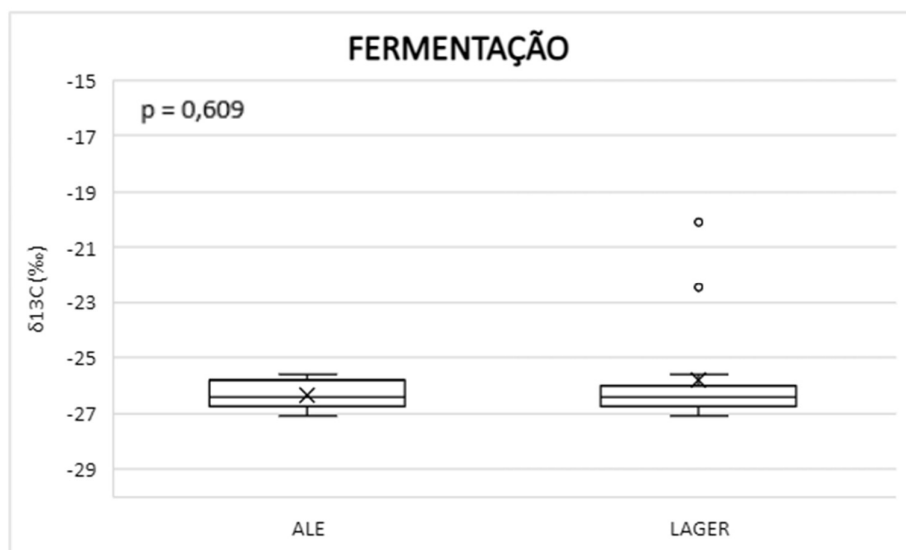 FERMENTAÇÃO
p = 0,609
δ13C (‰)
-15
-17
-19
-21
-23
-25
-27
-29
ALE
LAGER